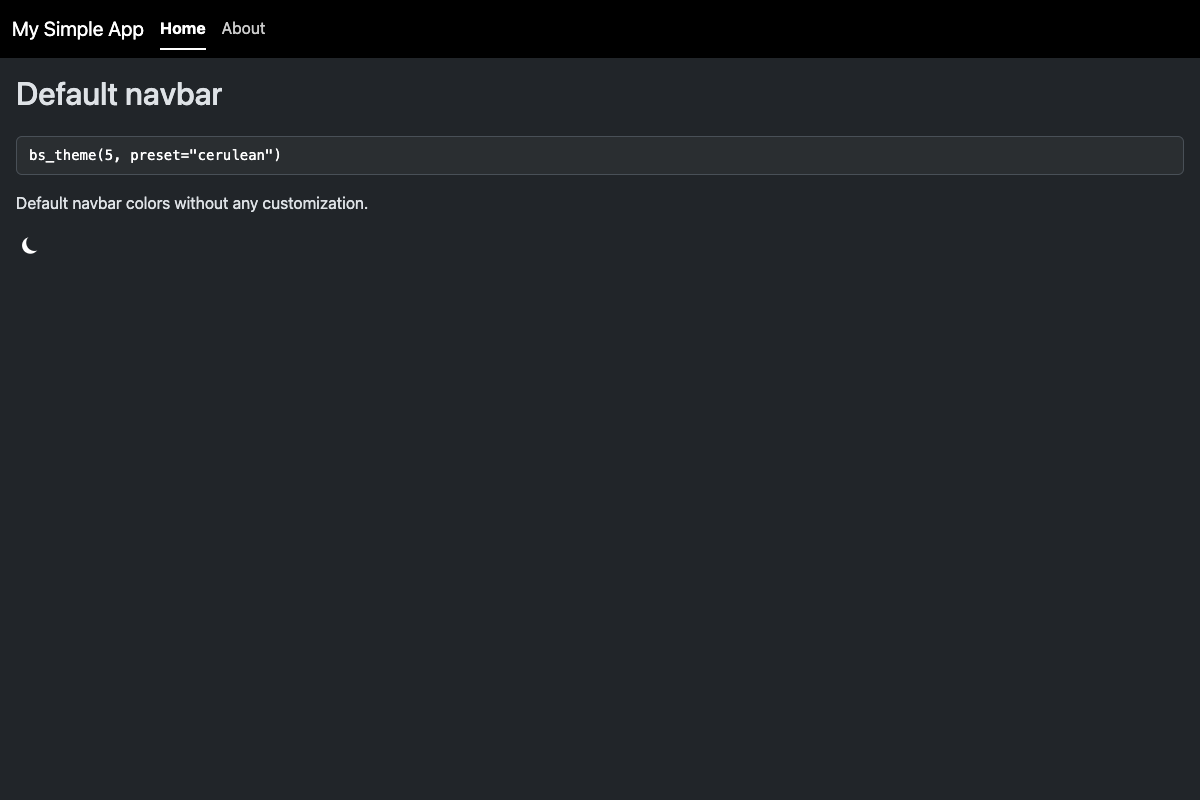 My Simple App Home About
Default navbar
bs_theme(5, preset="cerulean")
Default navbar colors without any customization.